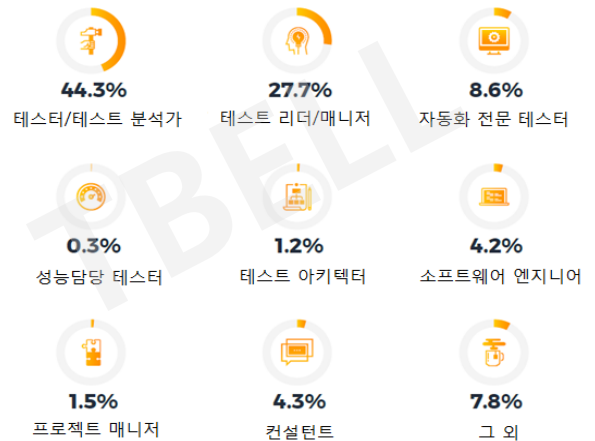 44.3%
테스터/테스트 분석가
27.7%
테스트 리더/매니저
8.6%
자동화 전문 테스터
0.3%
성능담당 테스터
1.2%
테스트 아키텍터
4.2%
소프트웨어 엔지니어
1.5%
프로젝트 매니저
4.3%
컨설턴트
7.8%
그 외
TBELL